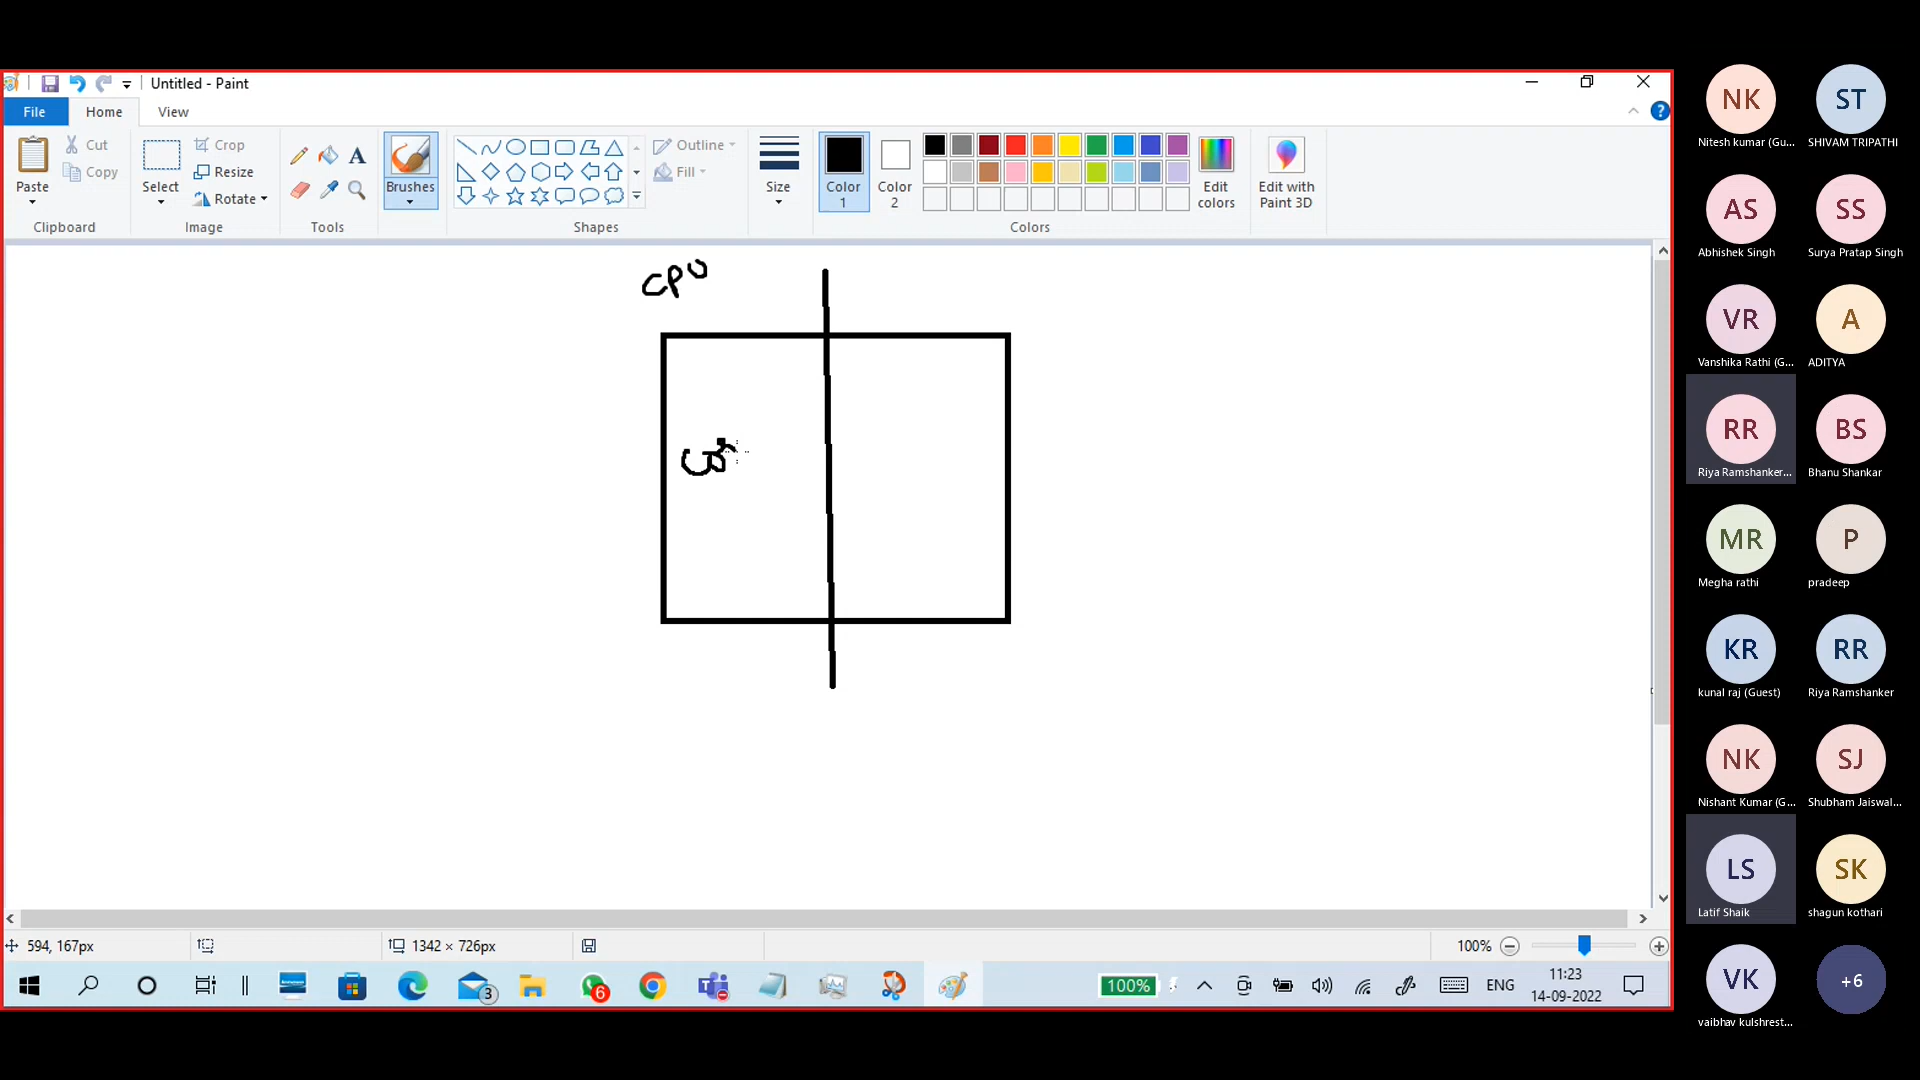 Untitled - Paint
File Home View
Paste
Cut
Copy
Clipboard
Select
Crop
Resize
Rotate
Image
A
Tools
Brushes
Outline
Fill
Shapes
Size
Color 1
Color 2
Edit colors
Edit with Paint 3D
Colors
?
CPU
594, 167px
1342 × 726px
100%
3
6
100%
ENG
11:23
14-09-2022
NK
Nitesh kumar (Gu...
ST
SHIVAM TRIPATHI
AS
Abhishek Singh
SS
Surya Pratap Singh
VR
Vanshika Rathi (G...
A
ADITYA
RR
Riya Ramshanker...
BS
Bhanu Shankar
MR
Megha rathi
P
pradeep
KR
kunal raj (Guest)
RR
Riya Ramshanker
NK
Nishant Kumar (G...
SJ
Shubham Jaiswal...
LS
Latif Shaik
SK
shagun kothari
VK
vaibhav kulshrest...
+6